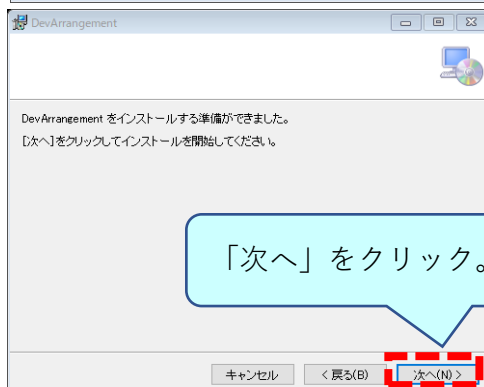 DevArrangement
DevArrangement をインストールする準備ができました。
[次へ]をクリックしてインストールを開始してください。
「次へ」をクリック。
キャンセル
< 戻る(B)
次へ(N) >